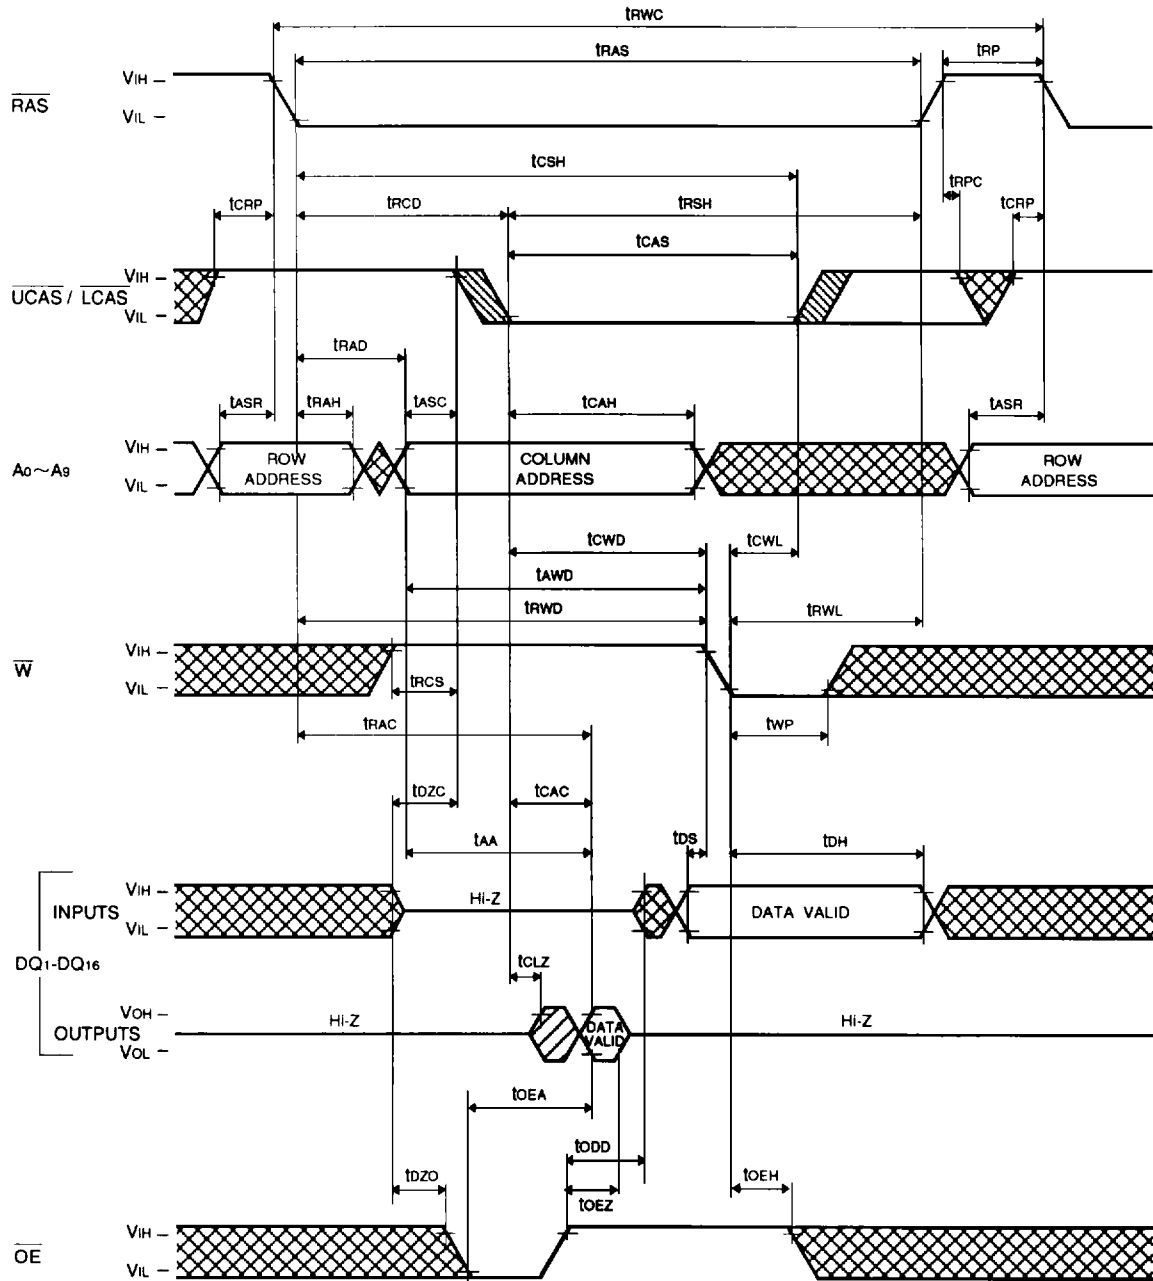 tRWC
tRAS
tRP
RAS
VIH
VIL
tCSH
tRPC
tCRP
tRCD
tRSH
tCRP
tCAS
UCAS / LCAS
VIH
VIL
tRAD
tASR
tRAH
tASC
tCAH
tASR
A0~A9
VIH
VIL
ROW
ADDRESS
COLUMN
ADDRESS
ROW
ADDRESS
tCWD
tCWL
tAWD
tRWD
tRWL
W
VIH
VIL
tRCS
tRAC
tWP
tDZC
tCAC
tAA
tDS
tDH
DQ1-DQ16
INPUTS
VIH
VIL
Hi-Z
DATA VALID
tCLZ
OUTPUTS
VOH
VOL
Hi-Z
DATA
VALID
Hi-Z
tOEA
tODD
tDZO
tOEZ
tOEH
OE
VIH
VIL